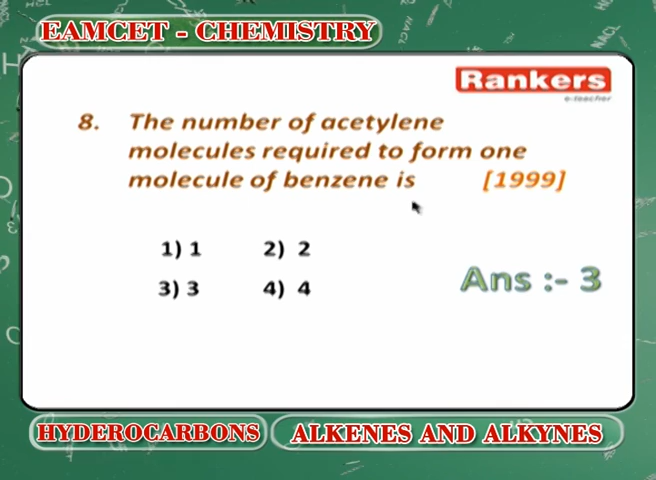 EAMCET - CHEMISTRY
Rankers
e-teacher
8. The number of acetylene
molecules required to form one
molecule of benzene is [1999]
1) 1 2) 2
3) 3 4) 4
Ans :- 3
HYDEROCARBONS
ALKENES AND ALKYNES